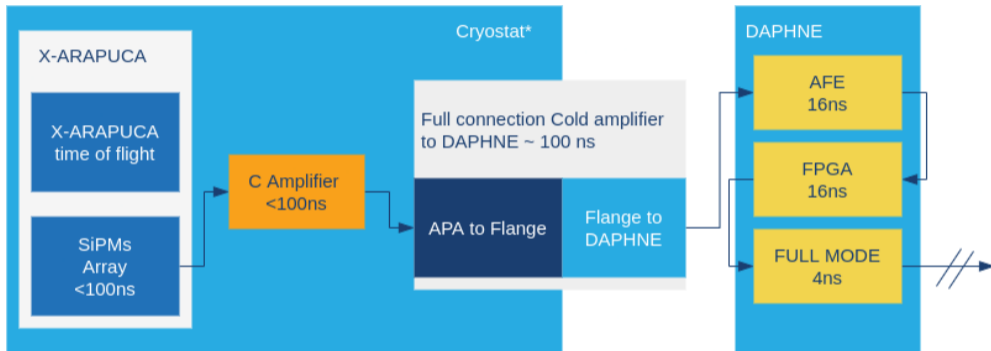 Cryostat*
X-ARAPUCA
X-ARAPUCA
time of flight
SiPMs
Array
<100ns
C Amplifier
<100ns
Full connection Cold amplifier
to DAPHNE ~ 100 ns
APA to Flange
Flange to
DAPHNE
DAPHNE
AFE
16ns
FPGA
16ns
FULL MODE
4ns